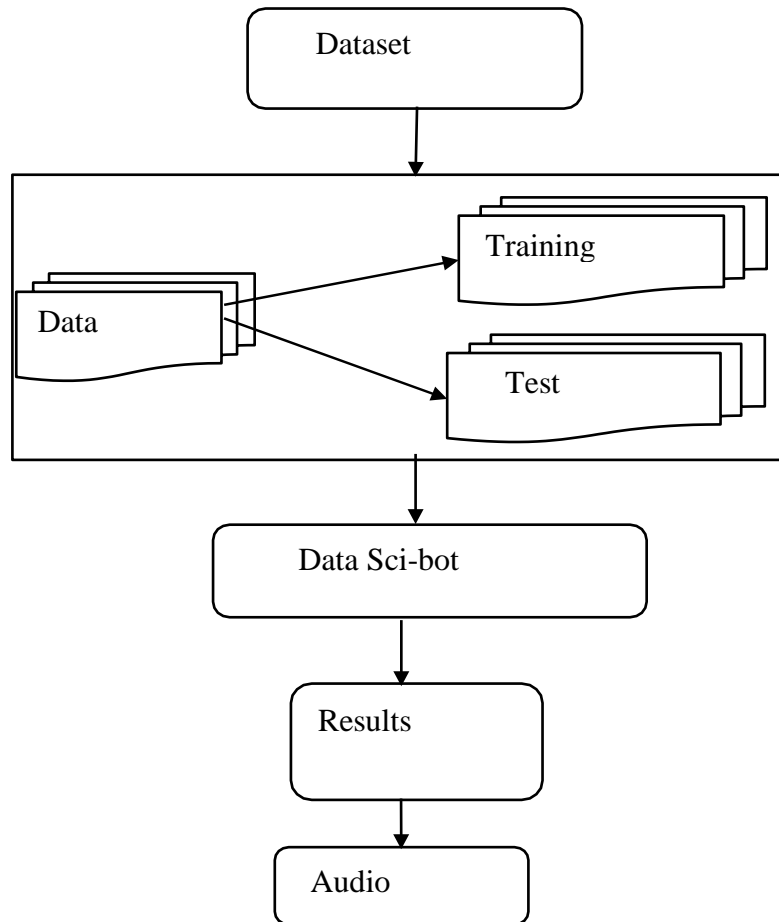 Dataset
Training
Data
Test
Data Sci-bot
Results
Audio